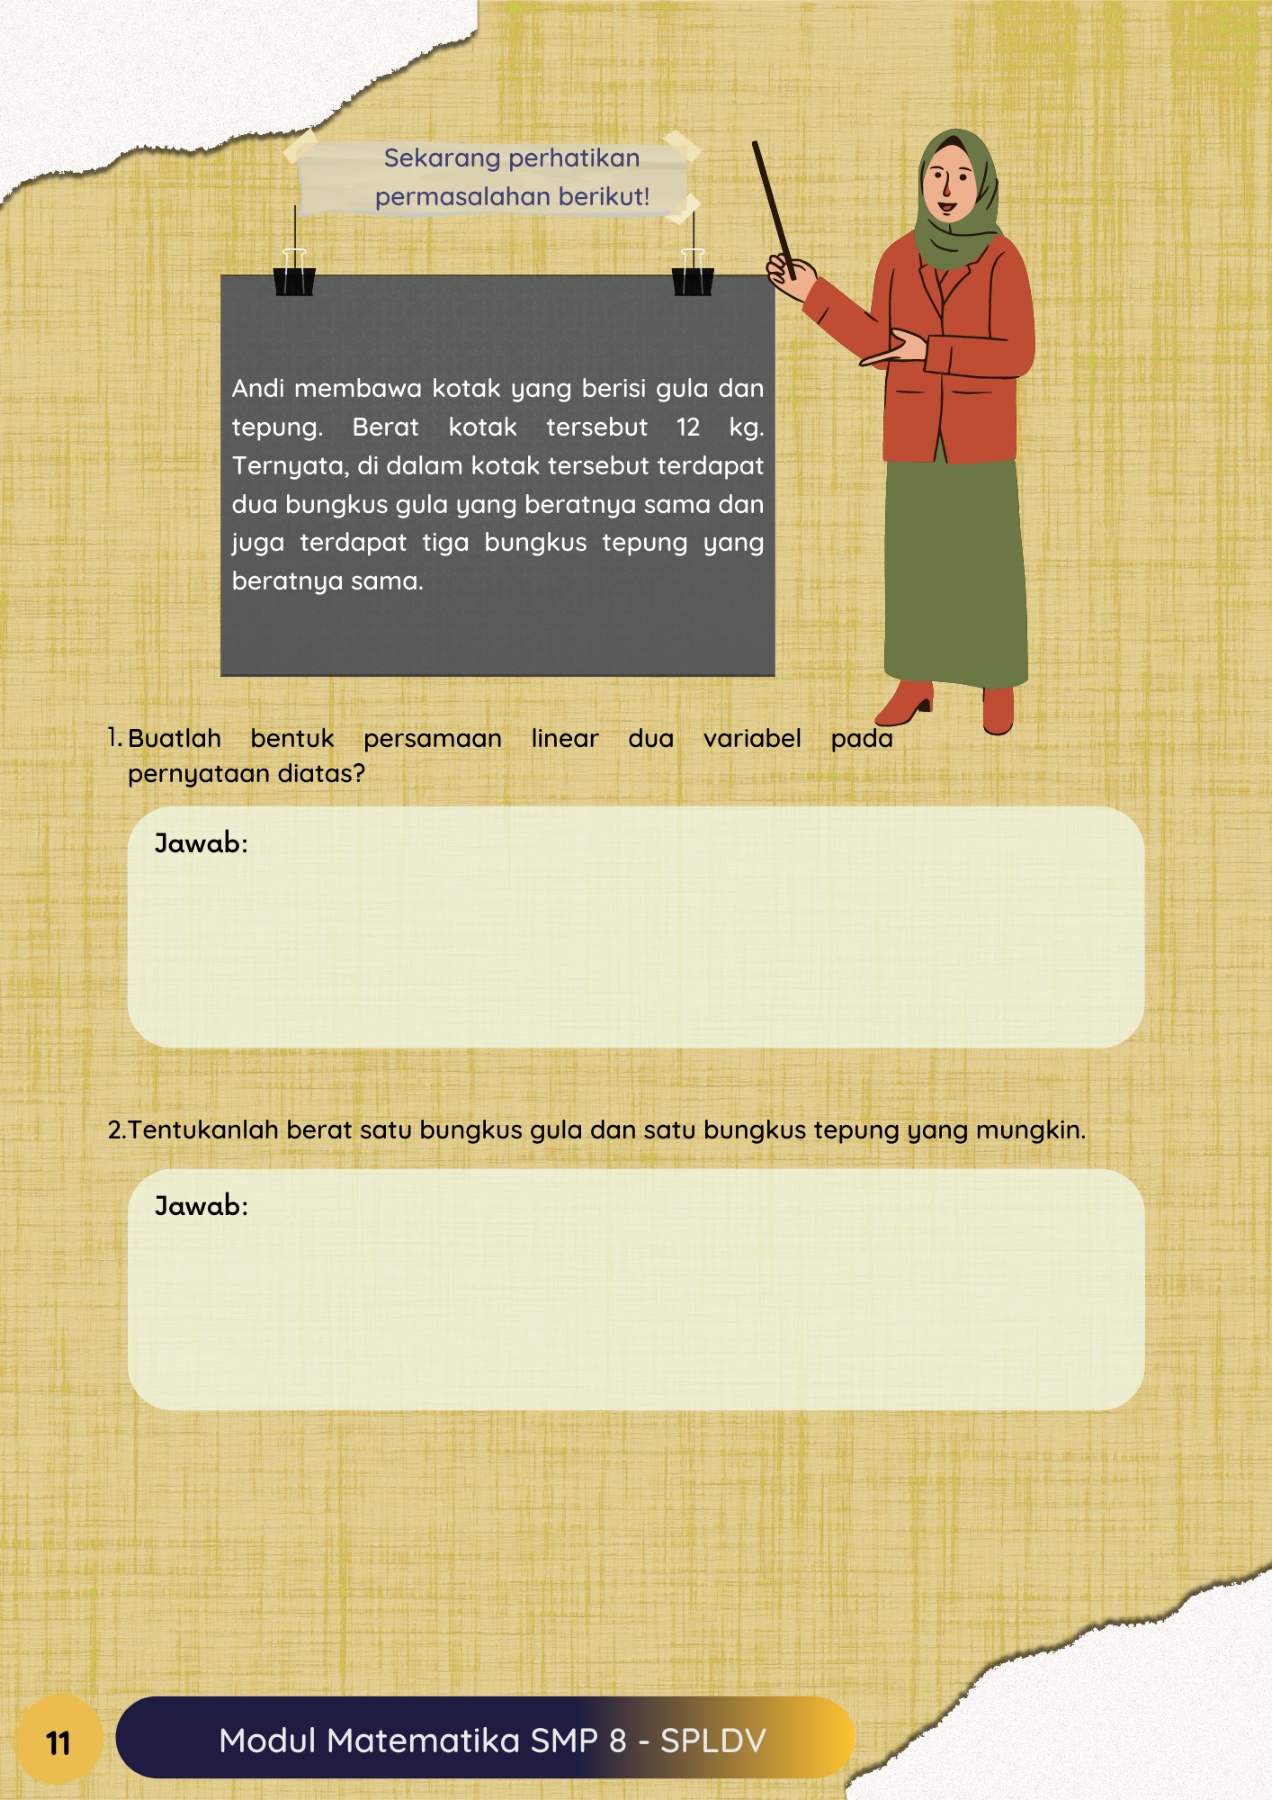 Sekarang perhatikan
permasalahan berikut!
Andi membawa kotak yang berisi gula dan
tepung. Berat kotak tersebut 12 kg.
Ternyata, di dalam kotak tersebut terdapat
dua bungkus gula yang beratnya sama dan
juga terdapat tiga bungkus tepung yang
beratnya sama.
1. Buatlah bentuk persamaan linear dua variabel pada
pernyataan diatas?
Jawab:
2.Tentukanlah berat satu bungkus gula dan satu bungkus tepung yang mungkin.
Jawab:
11
Modul Matematika SMP 8 - SPLDV